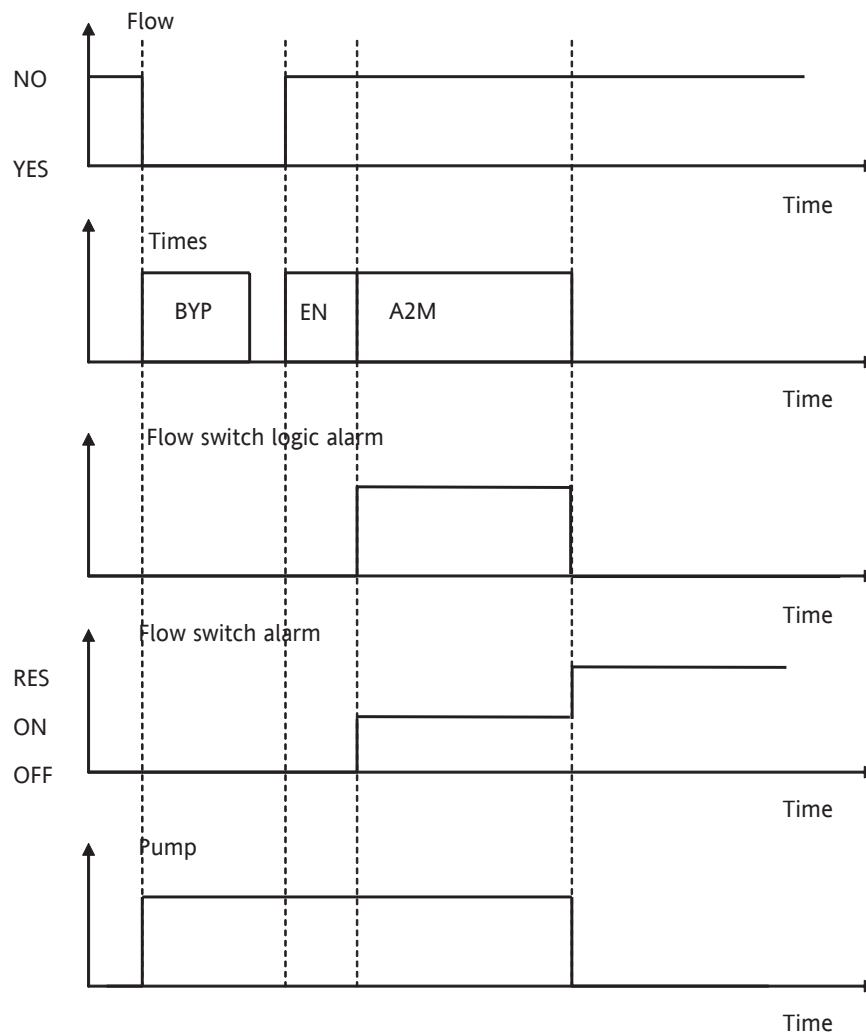 Flow
NO
YES
Time
Times
BYP
EN
A2M
Time
Flow switch logic alarm
Time
Flow switch alarm
RES
ON
OFF
Time
Pump
Time